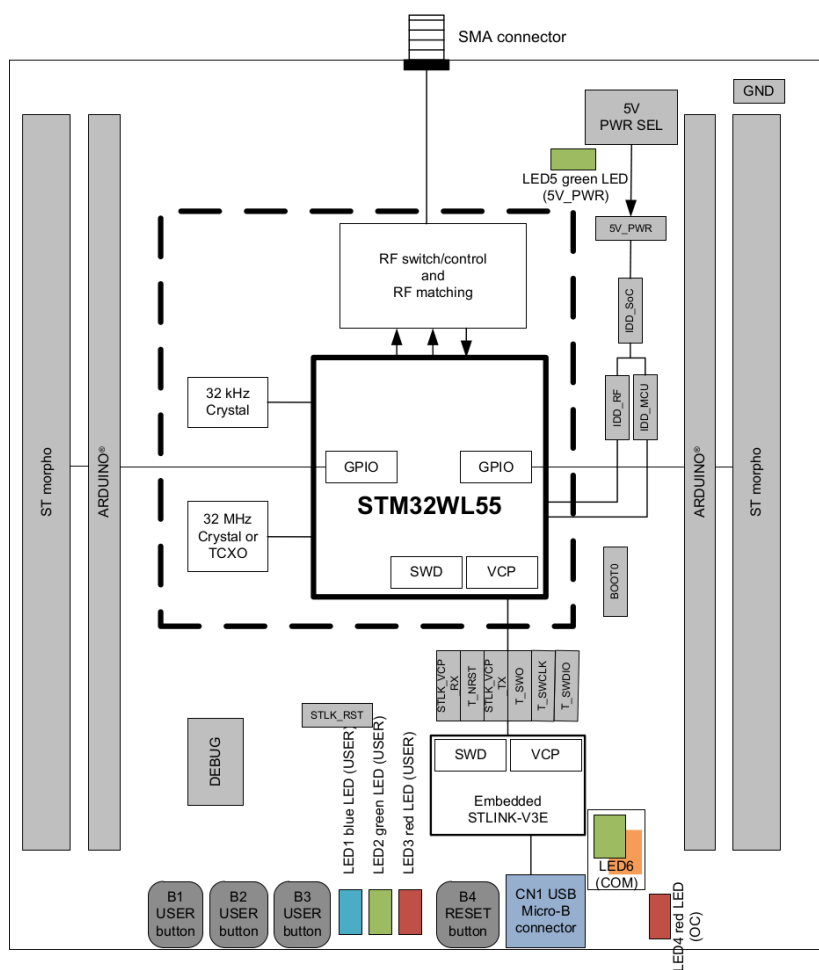 SMA connector
GND
5V
PWR SEL
LED5 green LED
(5V_PWR)
5V_PWR
RF switch/control
and
RF matching
IDD_SoC
IDD_RF
IDD_MCU
32 kHz
Crystal
ST morpho
ARDUINO®
GPIO
GPIO
ARDUINO®
ST morpho
STM32WL55
32 MHz
Crystal or
TCXO
SWD
VCP
BOOT0
STLK_VCP
_RX
T_NRST
STLK_VCP
_TX
T_SWO
T_SWCLK
T_SWDIO
STLK_RST
DEBUG
LED1 blue LED (USER)
LED2 green LED (USER)
LED3 red LED (USER)
SWD
VCP
Embedded
STLINK-V3E
LED6
(COM)
B1
USER
button
B2
USER
button
B3
USER
button
B4
RESET
button
CN1 USB
Micro-B
connector
LED4 red LED
(OC)